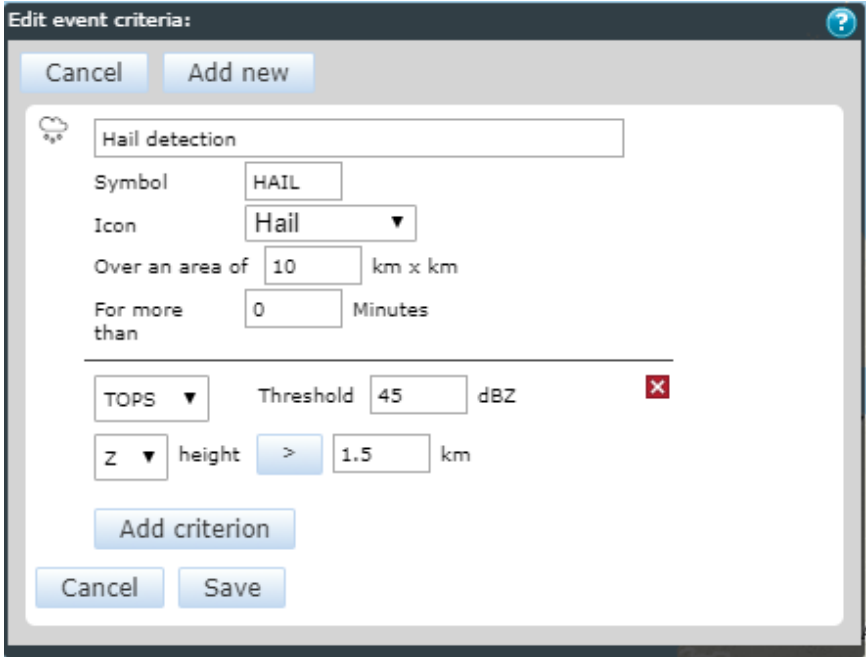 Edit event criteria: ?
Cancel Add new
Hail detection
Symbol HAIL
Icon Hail
Over an area of 10 km x km
For more than 0 Minutes
TOPS Threshold 45 dBZ
Z height > 1.5 km
Add criterion
Cancel Save